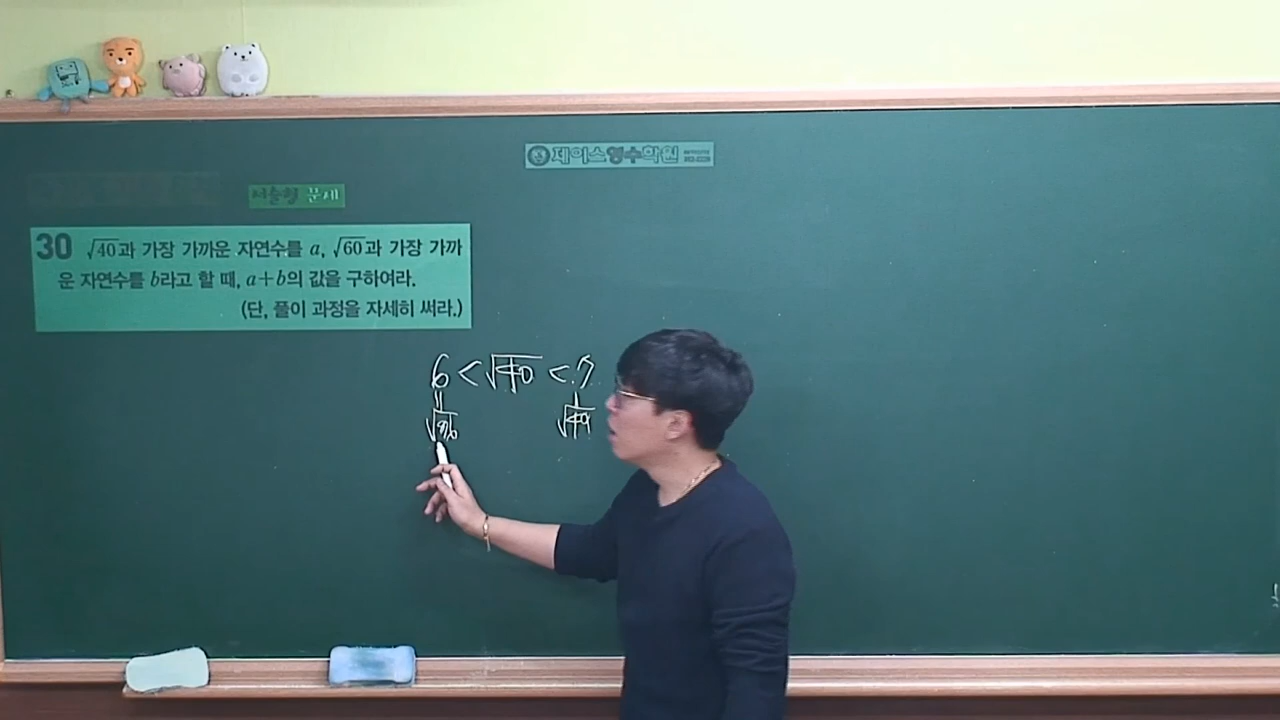 제이스영수학원
서술형 문제
30 √40과 가장 가까운 자연수를 a, √60과 가장 가까
운 자연수를 b라고 할 때, a+b의 값을 구하여라.
(단, 풀이 과정을 자세히 써라.)
6 < √40 < 7
√36 √49